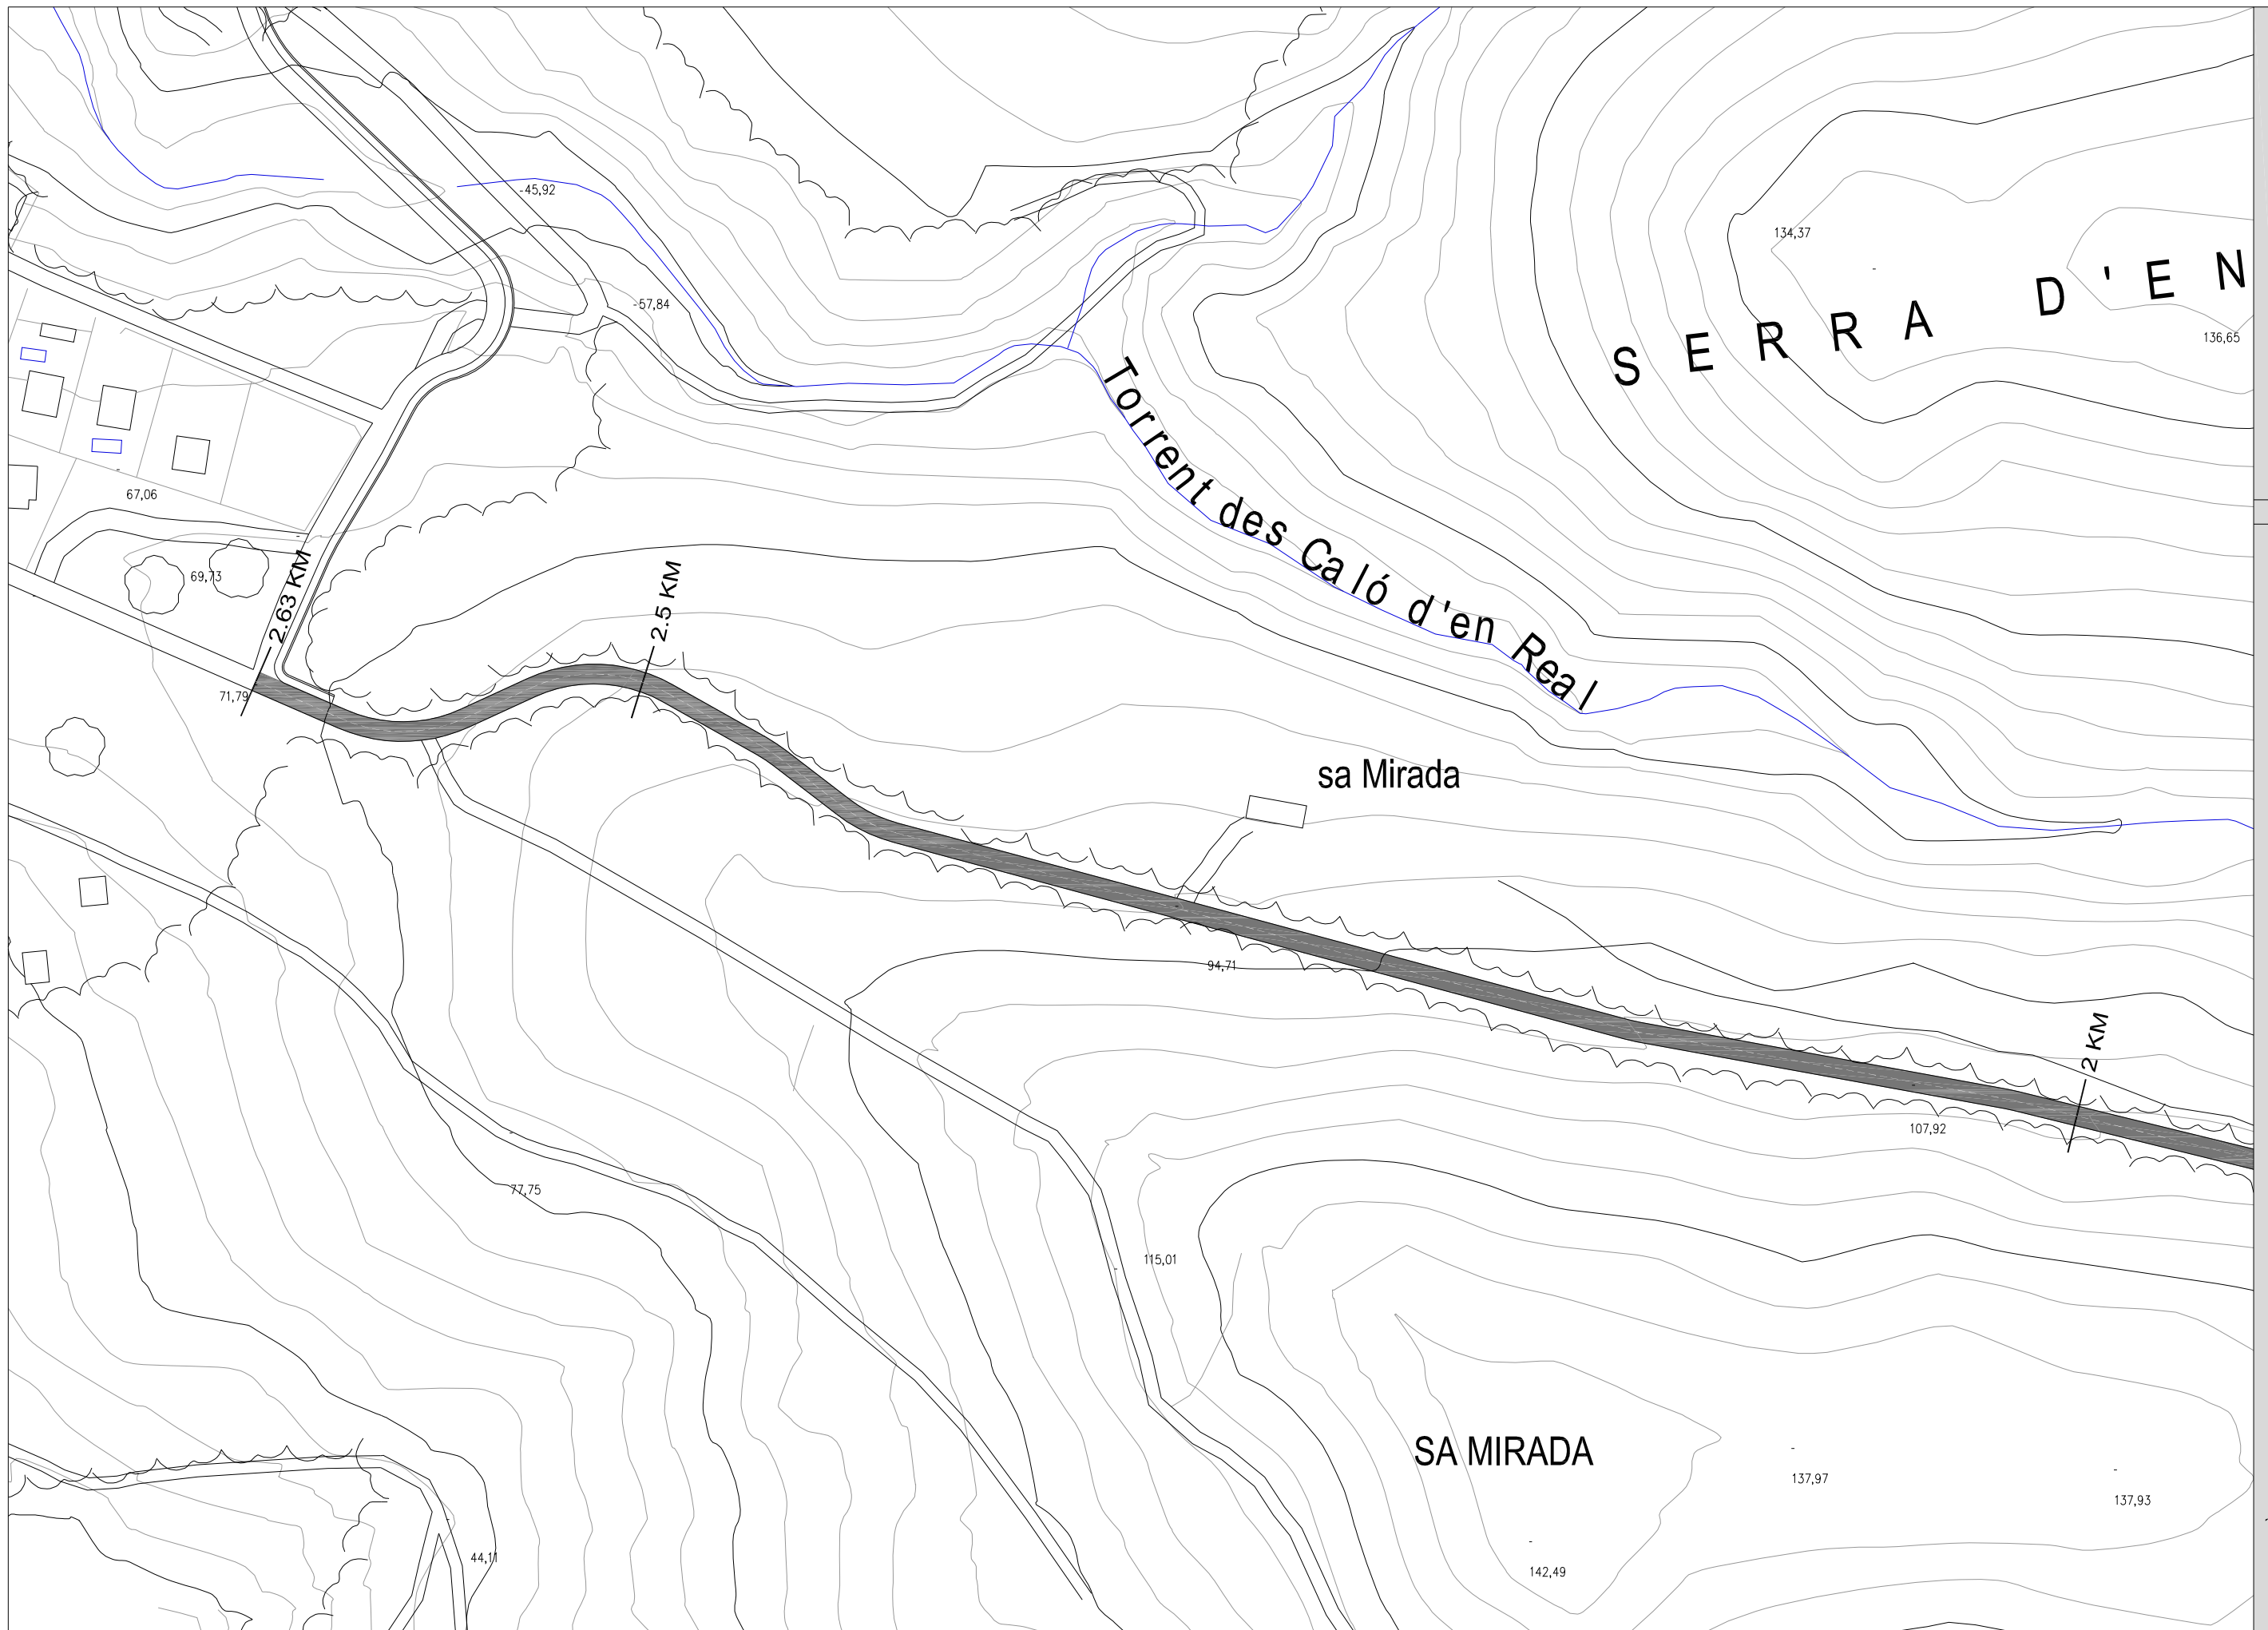 45,92
134,37
SERRA D'EN
57,84
136,65
67,06
Torrent des Caló d'en Real
69,73
2.63 KM
2.5 KM
71,79
sa Mirada
94,71
2 KM
107,92
77,75
115,01
SA MIRADA
137,97
137,93
44,11
142,49